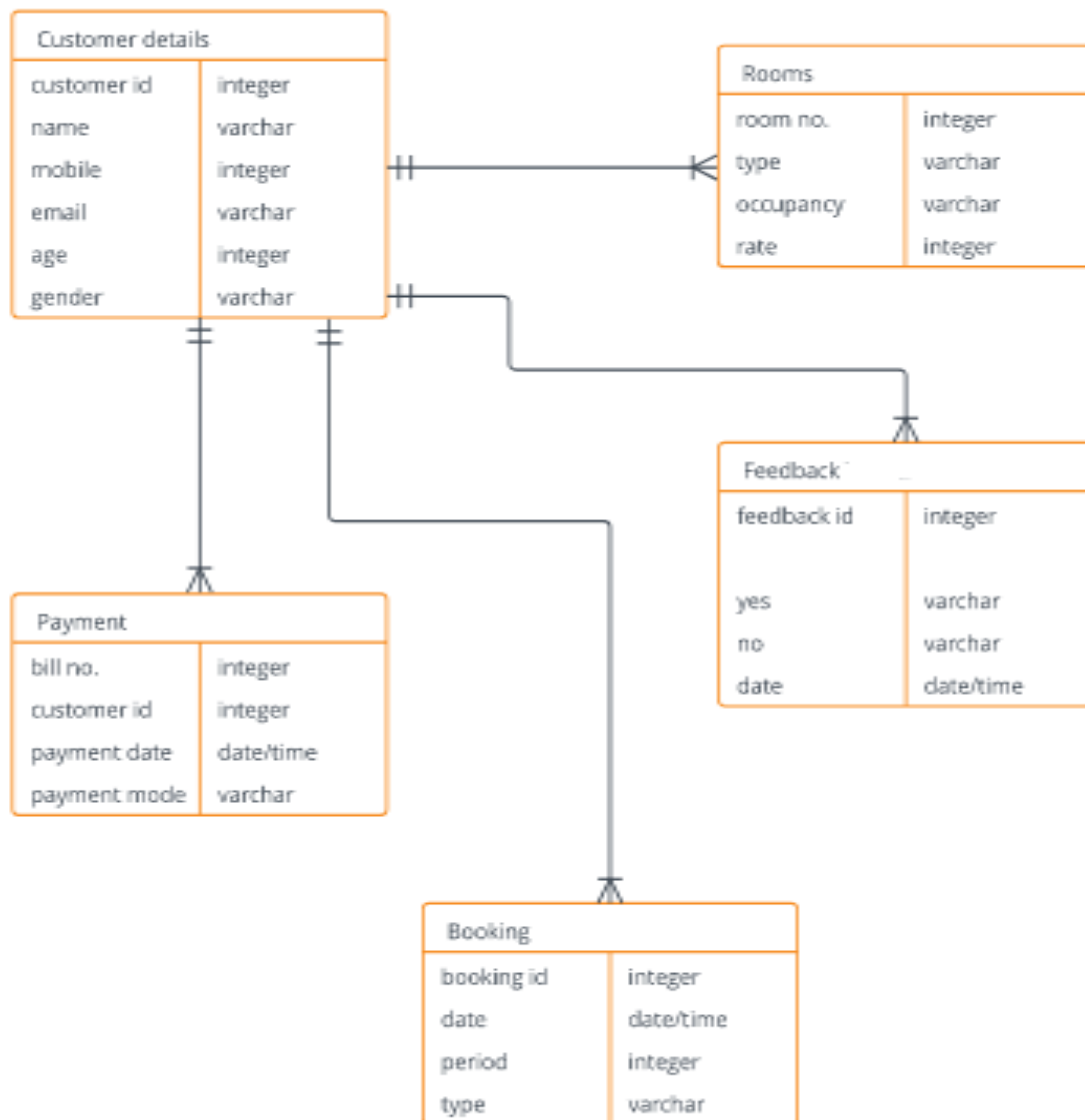 Customer details
customer id integer
name varchar
mobile integer
email varchar
age integer
gender varchar
Rooms
room no. integer
type varchar
occupancy varchar
rate integer
Feedback
feedback id integer
yes varchar
no varchar
date date/time
Payment
bill no. integer
customer id integer
payment date date/time
payment mode varchar
Booking
booking id integer
date date/time
period integer
type varchar